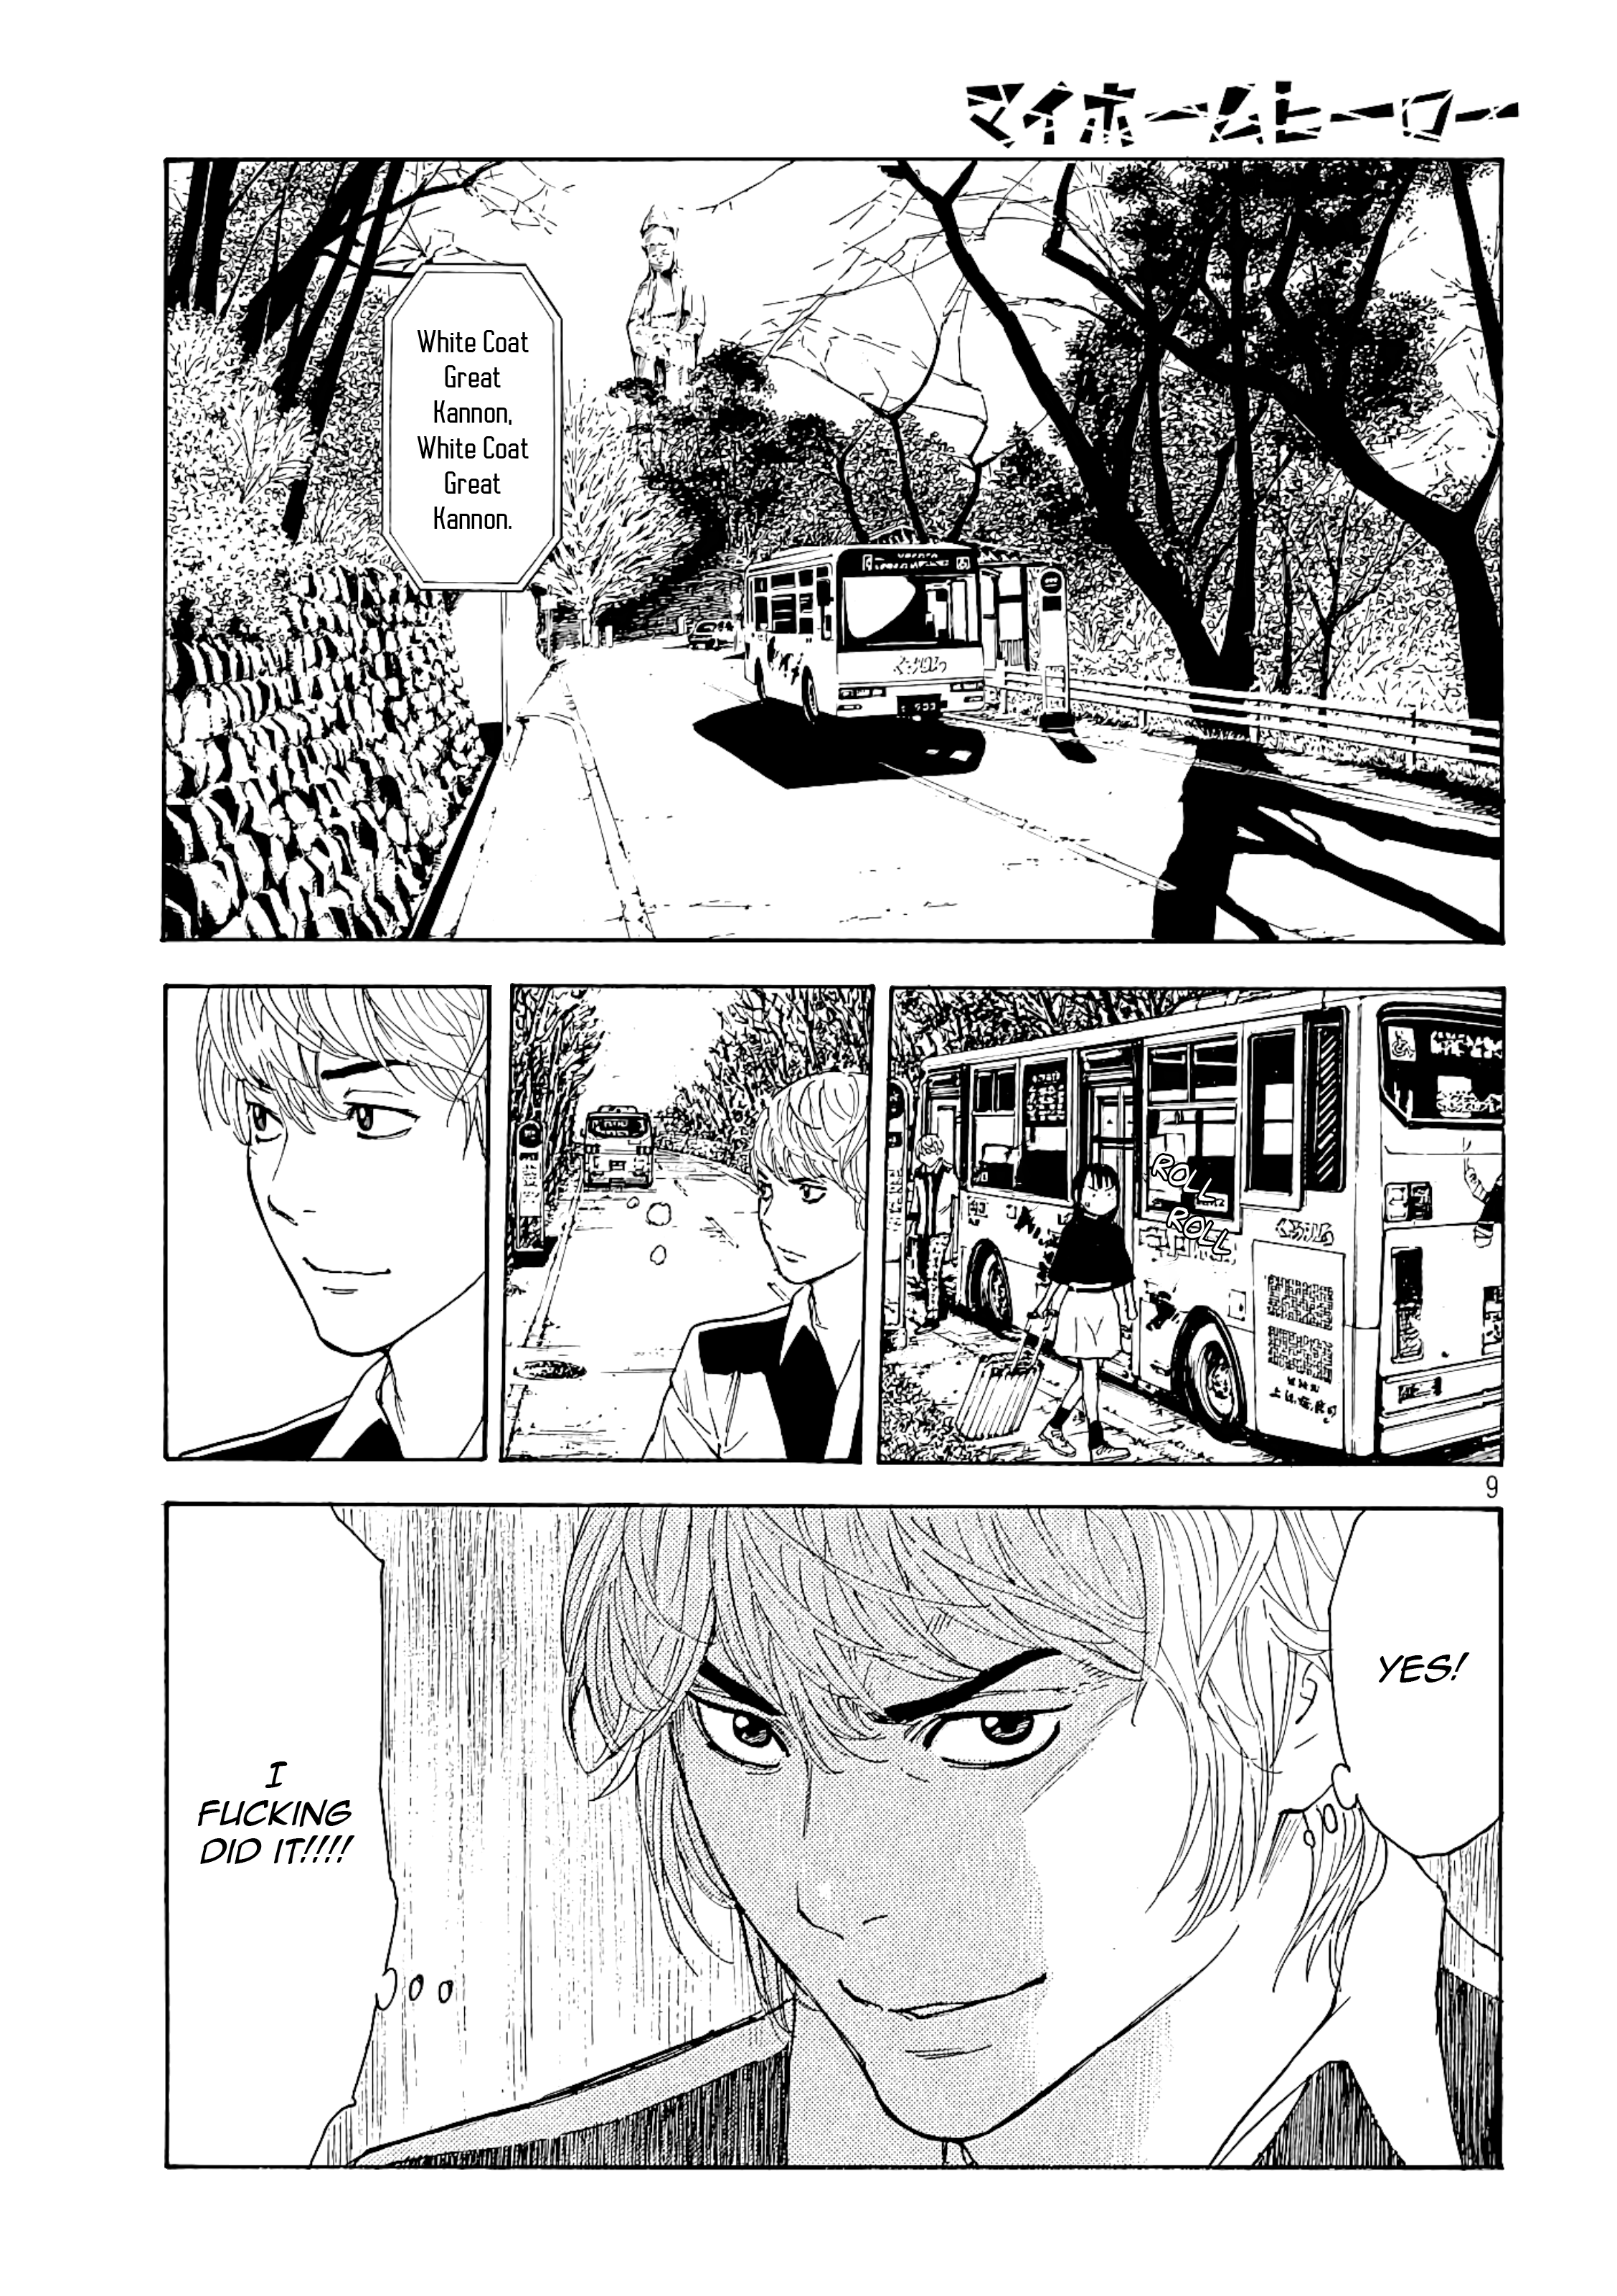 マイホームヒーロー
White Coat
Great
Kannon,
White Coat
Great
Kannon.
ROLL
ROLL
9
YES!
I
FUCKING
DID IT!!!!